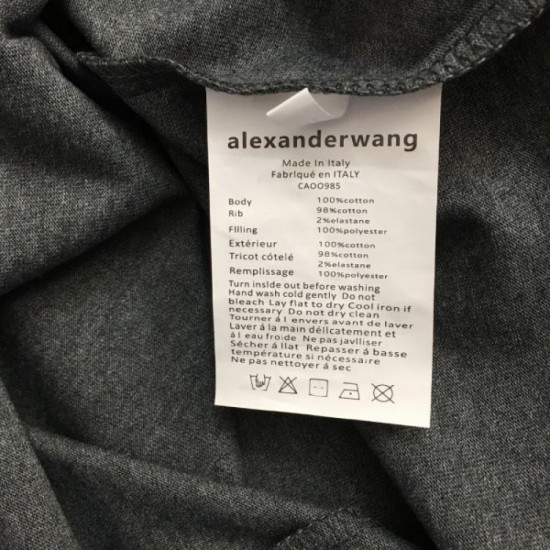 alexanderwang
Made In Italy
Fabrlqué en ITALY
CAOO985
Body 100%cotton
Rib 98%cotton
2%elastane
FIlling 100%polyester
Extérieur 100%cotton
Tricot côtelé 98%cotton
2%elastane
Remplissage 100%polyester
Turn inslde out before washing
Hand wash cold gently Do not
bleach Lay flat to dry Cool iron if
necessary Do not dry clean
Tourner á l envers avant de laver
Laver á la main délicatement et
á l eau froide Ne pas javlliser
Sécher á llat Repasser á basse
température si nécessaire
Ne pas nettoyer á sec